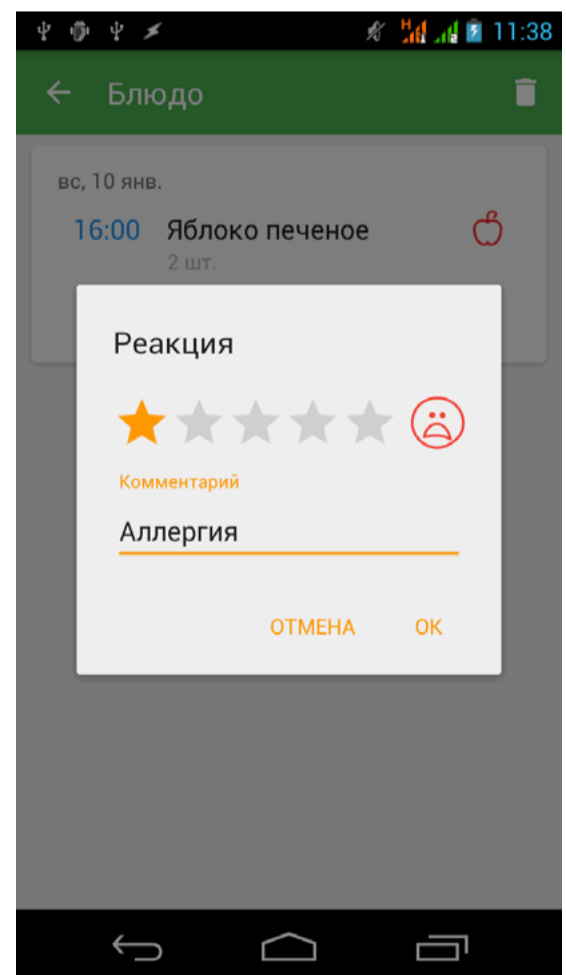 11:38
Блюдо
вс, 10 янв.
16:00 Яблоко печеное
2 шт.
Реакция
Комментарий
Аллергия
ОТМЕНА ОК